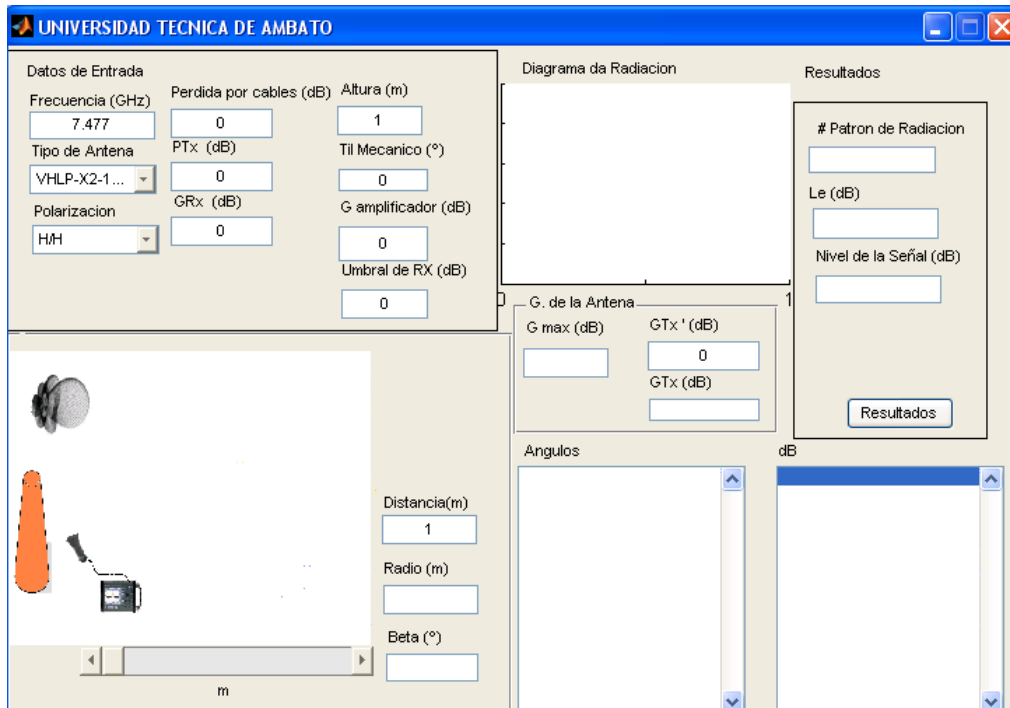 UNIVERSIDAD TECNICA DE AMBATO
Datos de Entrada
Frecuencia (GHz)
7.477
Tipo de Antena
VHLP-X2-1...
Polarizacion
H/H
Perdida por cables (dB)
0
PTx (dB)
0
GRx (dB)
0
Altura (m)
1
Til Mecanico (º)
0
G amplificador (dB)
0
Umbral de RX (dB)
0
Diagrama da Radiacion
0
1
Resultados
# Patron de Radiacion
Le (dB)
Nivel de la Señal (dB)
Resultados
G. de la Antena
G max (dB)
GTx ' (dB)
0
GTx (dB)
Distancia(m)
1
Radio (m)
Beta (º)
m
Angulos
dB